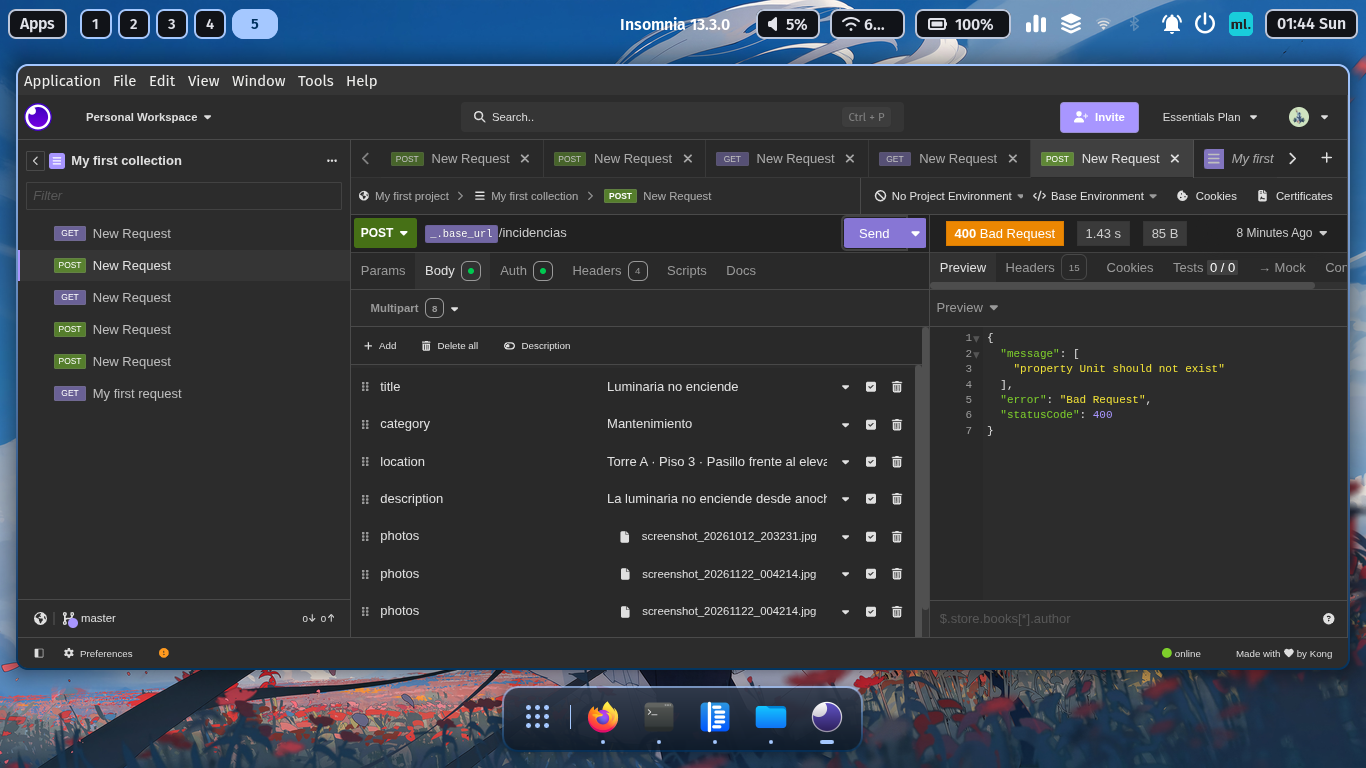 Apps 1 2 3 4 5 Insomnia 13.3.0 5% 6... 100% ml. 01:44 Sun
Application File Edit View Window Tools Help
Personal Workspace Search.. Ctrl + P Invite Essentials Plan
My first collection ...
POST New Request POST New Request GET New Request GET New Request POST New Request My first
Filter
My first project My first collection POST New Request No Project Environment Base Environment Cookies Certificates
GET New Request
POST New Request
GET New Request
POST New Request
POST New Request
GET My first request
POST _.base_url/incidencias Send
400 Bad Request 1.43 s 85 B 8 Minutes Ago
Params Body Auth Headers 4 Scripts Docs
Preview Headers 15 Cookies Tests 0 / 0 → Mock Cor
Multipart 8
Preview
Add Delete all Description
title Luminaria no enciende
category Mantenimiento
location Torre A · Piso 3 · Pasillo frente al eleva
description La luminaria no enciende desde anoch
photos screenshot_20261012_203231.jpg
photos screenshot_20261122_004214.jpg
photos screenshot_20261122_004214.jpg
1 {
2 "message": [
3 "property Unit should not exist"
4 ],
5 "error": "Bad Request",
6 "statusCode": 400
7 }
$.store.books[*].author
master 0↓ 0↑
Preferences online Made with ♥ by Kong